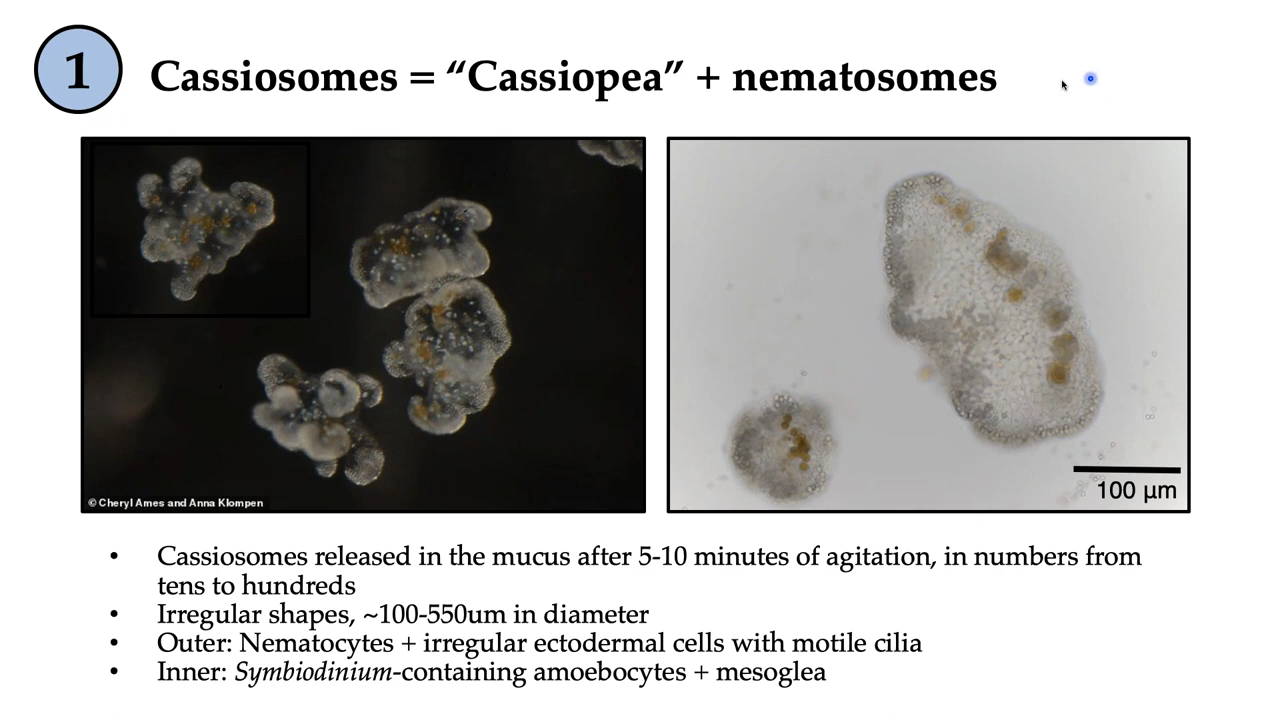 1
Cassiosomes = “Cassiopea” + nematosomes
© Cheryl Ames and Anna Klompen
100 μm
• Cassiosomes released in the mucus after 5-10 minutes of agitation, in numbers from
tens to hundreds
• Irregular shapes, ~100-550um in diameter
• Outer: Nematocytes + irregular ectodermal cells with motile cilia
• Inner: Symbiodinium-containing amoebocytes + mesoglea